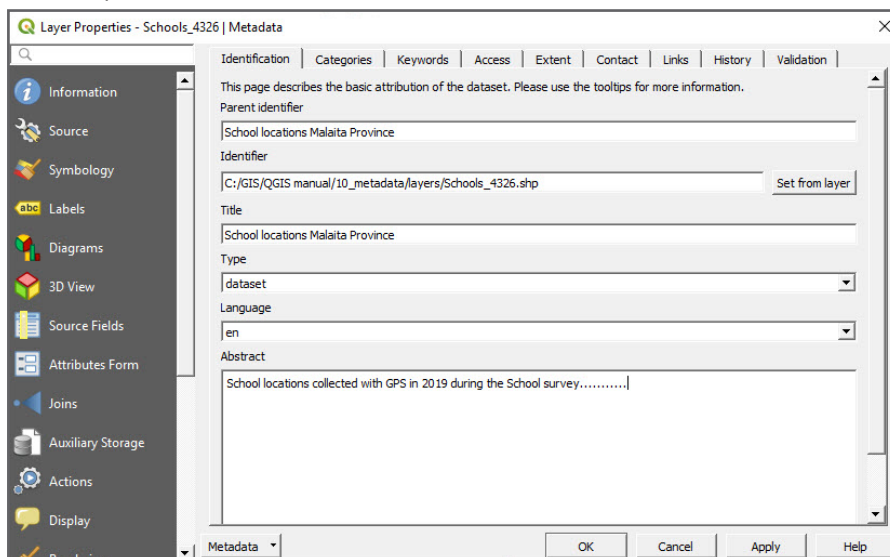 Layer Properties - Schools_4326 | Metadata
Identification Categories Keywords Access Extent Contact Links History Validation
Information
Source
Symbology
abc Labels
Diagrams
3D View
Source Fields
Attributes Form
Joins
Auxiliary Storage
Actions
Display
This page describes the basic attribution of the dataset. Please use the tooltips for more information.
Parent identifier
School locations Malaita Province
Identifier
C:/GIS/QGIS manual/10_metadata/layers/Schools_4326.shp Set from layer
Title
School locations Malaita Province
Type
dataset
Language
en
Abstract
School locations collected with GPS in 2019 during the School survey...........
Metadata OK Cancel Apply Help